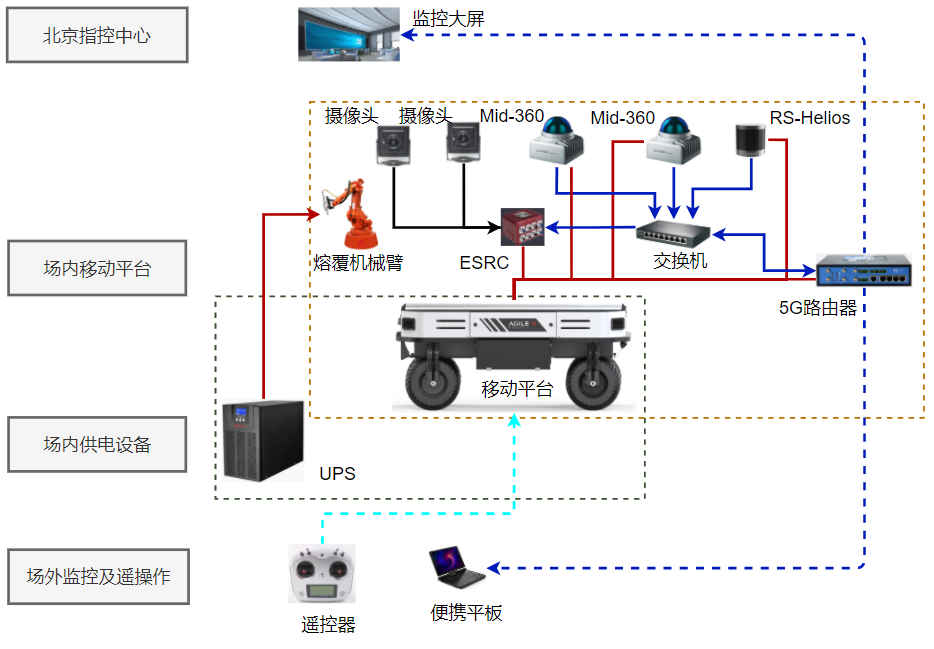 北京指控中心
监控大屏
摄像头
摄像头
Mid-360
Mid-360
RS-Helios
场内移动平台
熔覆机械臂
ESRC
交换机
5G路由器
AGILE
移动平台
场内供电设备
UPS
场外监控及遥操作
遥控器
便携平板